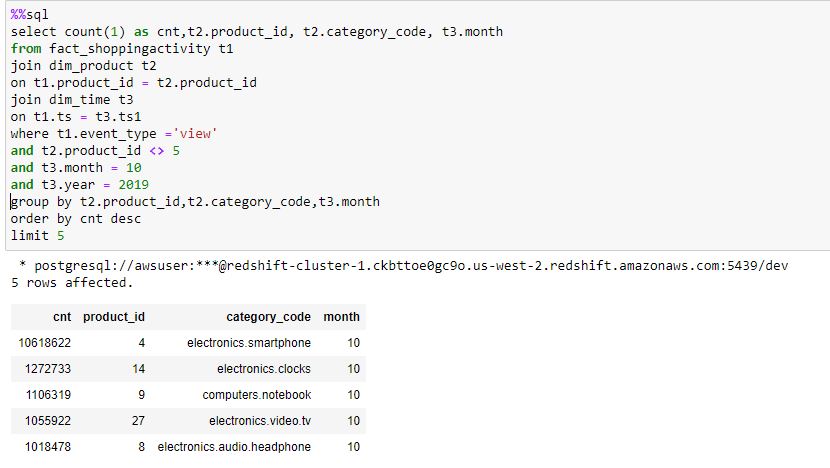 %%sql
select count(1) as cnt,t2.product_id, t2.category_code, t3.month
from fact_shoppingactivity t1
join dim_product t2
on t1.product_id = t2.product_id
join dim_time t3
on t1.ts = t3.ts1
where t1.event_type ='view'
and t2.product_id <> 5
and t3.month = 10
and t3.year = 2019
group by t2.product_id,t2.category_code,t3.month
order by cnt desc
limit 5
* postgresql://awsuser:***@redshift-cluster-1.ckbttoe0gc9o.us-west-2.redshift.amazonaws.com:5439/dev
5 rows affected.
cnt product_id category_code month
10618622 4 electronics.smartphone 10
1272733 14 electronics.clocks 10
1106319 9 computers.notebook 10
1055922 27 electronics.video.tv 10
1018478 8 electronics.audio.headphone 10